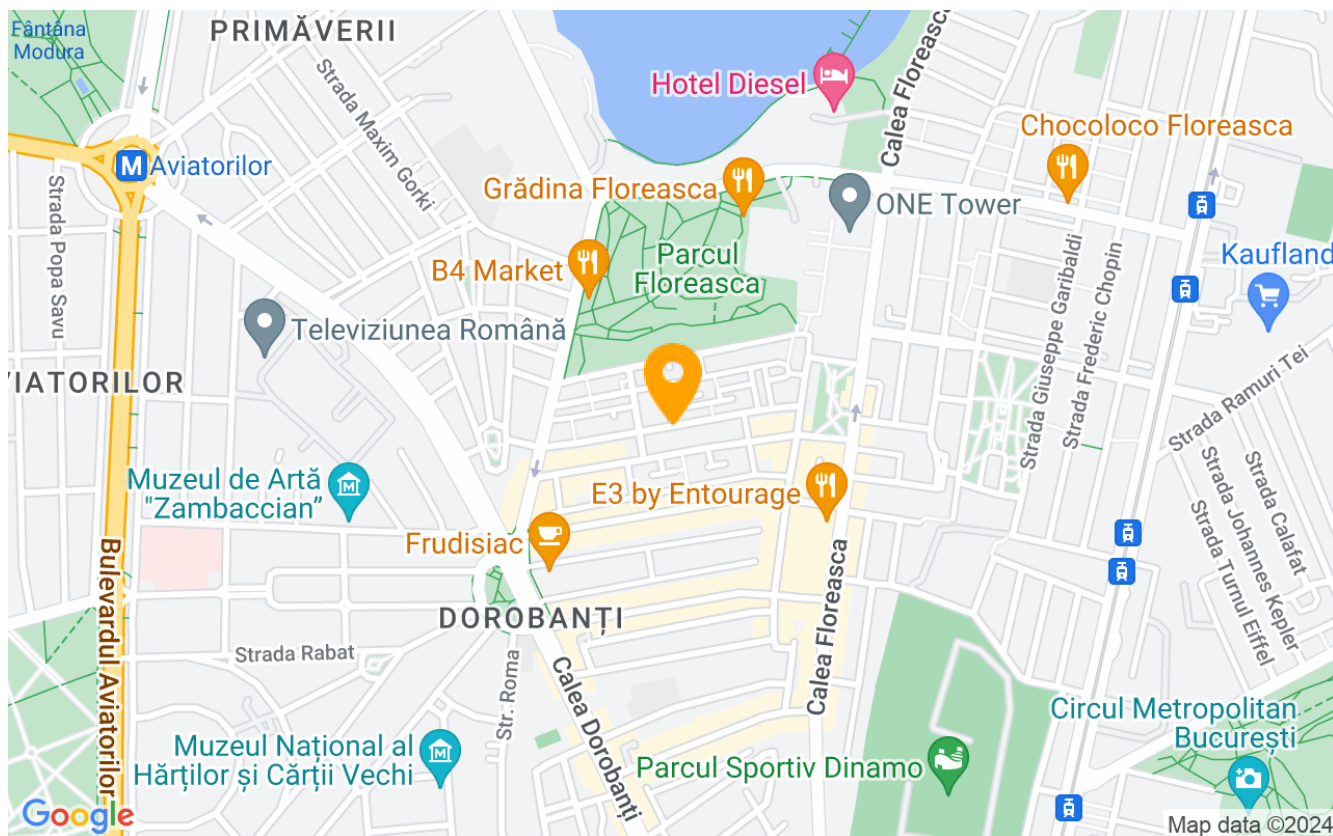 Fântâna
Modura
PRIMĂVERII
Strada Maxim Gorki
Hotel Diesel
Calea Floreasca
Chocoloco Floreasca
M Aviatorilor
Strada Popa Savu
Grădina Floreasca
ONE Tower
B4 Market
Parcul
Floreasca
Strada Giuseppe Garibaldi
Strada Frederic Chopin
Kaufland
Televiziunea Română
VIATORILOR
Strada Ramuri Tei
Muzeul de Artă
"Zambaccian”
E3 by Entourage
Strada Calafat
Strada Johannes Kepler
Strada Turnul Eiffel
Frudisiac
Bulevardul Aviatorilor
DOROBANȚI
Calea Floreasca
Strada Rabat
Str. Roma
Calea Dorobanți
Circul Metropolitan
București
Muzeul Național al
Hărților și Cărții Vechi
Parcul Sportiv Dinamo
Google
Map data ©2024